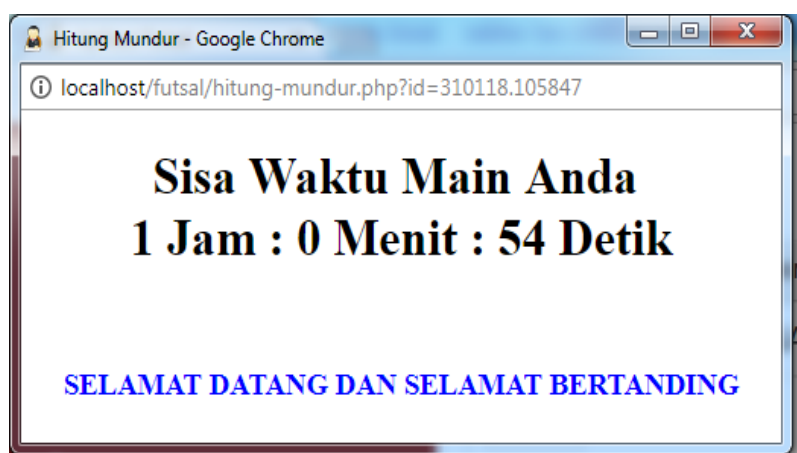 Hitung Mundur - Google Chrome
localhost/futsal/hitung-mundur.php?id=310118.105847
Sisa Waktu Main Anda
1 Jam : 0 Menit : 54 Detik
SELAMAT DATANG DAN SELAMAT BERTANDING